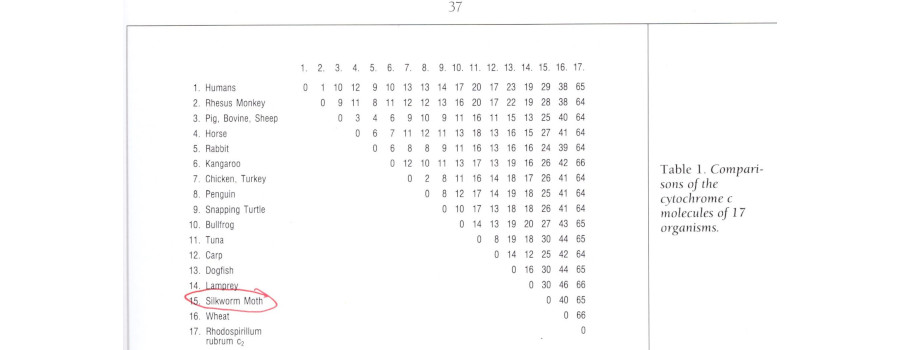 37
1. 2. 3. 4. 5. 6. 7. 8. 9. 10. 11. 12. 13. 14. 15. 16. 17.
1. Humans 0 1 10 12 9 10 13 13 14 17 20 17 23 19 29 38 65
2. Rhesus Monkey 0 9 11 8 11 12 12 13 16 20 17 22 19 28 38 64
3. Pig, Bovine, Sheep 0 3 4 6 9 10 9 11 16 11 15 13 25 40 64
4. Horse 0 6 7 11 12 11 13 18 13 16 15 27 41 64
5. Rabbit 0 6 8 8 9 11 16 13 16 16 24 39 64
6. Kangaroo 0 12 10 11 13 17 13 19 16 26 42 66
7. Chicken, Turkey 0 2 8 11 16 14 18 17 26 41 64
8. Penguin 0 8 12 17 14 19 18 25 41 64
9. Snapping Turtle 0 10 17 13 18 18 26 41 64
10. Bullfrog 0 14 13 19 20 27 43 65
11. Tuna 0 8 19 18 30 44 65
12. Carp 0 14 12 25 42 64
13. Dogfish 0 16 30 44 65
14. Lamprey 0 30 46 66
15. Silkworm Moth 0 40 65
16. Wheat 0 66
17. Rhodospirillum 0
rubrum c₂
Table 1. Compari-
sons of the
cytochrome c
molecules of 17
organisms.